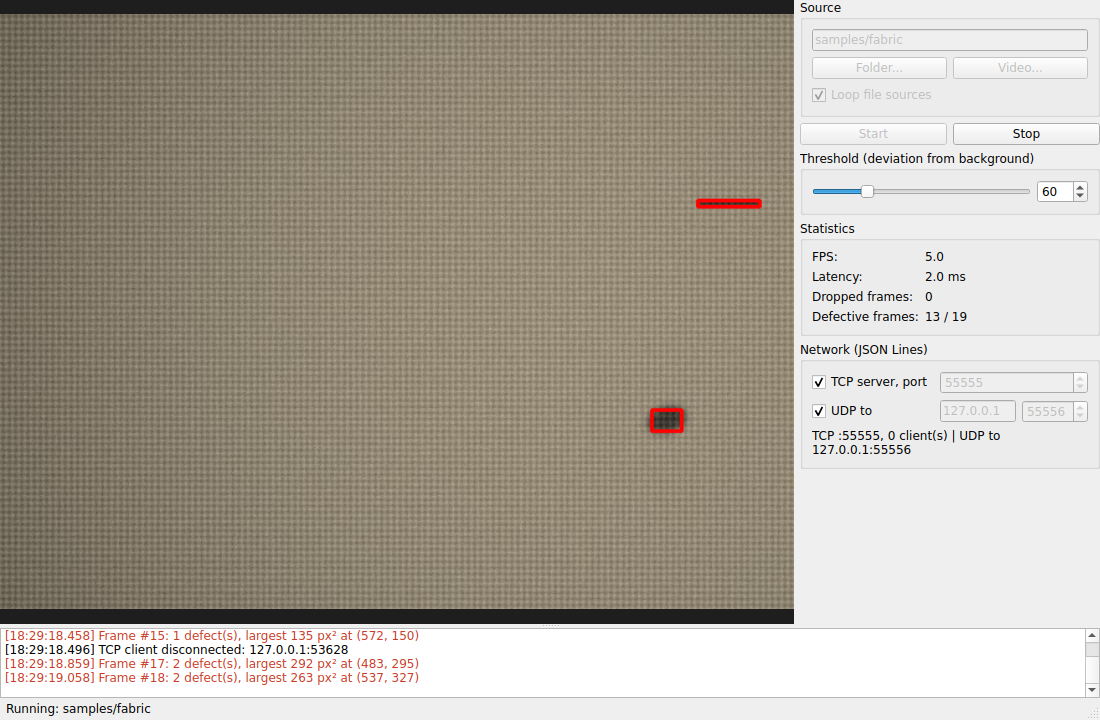 Source
samples/fabric
Folder...
Video...
Loop file sources
Start
Stop
Threshold (deviation from background)
60
Statistics
FPS: 5.0
Latency: 2.0 ms
Dropped frames: 0
Defective frames: 13 / 19
Network (JSON Lines)
TCP server, port 55555
UDP to 127.0.0.1 55556
TCP :55555, 0 client(s) | UDP to
127.0.0.1:55556
[18:29:18.458] Frame #15: 1 defect(s), largest 135 px² at (572, 150)
[18:29:18.496] TCP client disconnected: 127.0.0.1:53628
[18:29:18.859] Frame #17: 2 defect(s), largest 292 px² at (483, 295)
[18:29:19.058] Frame #18: 2 defect(s), largest 263 px² at (537, 327)
Running: samples/fabric